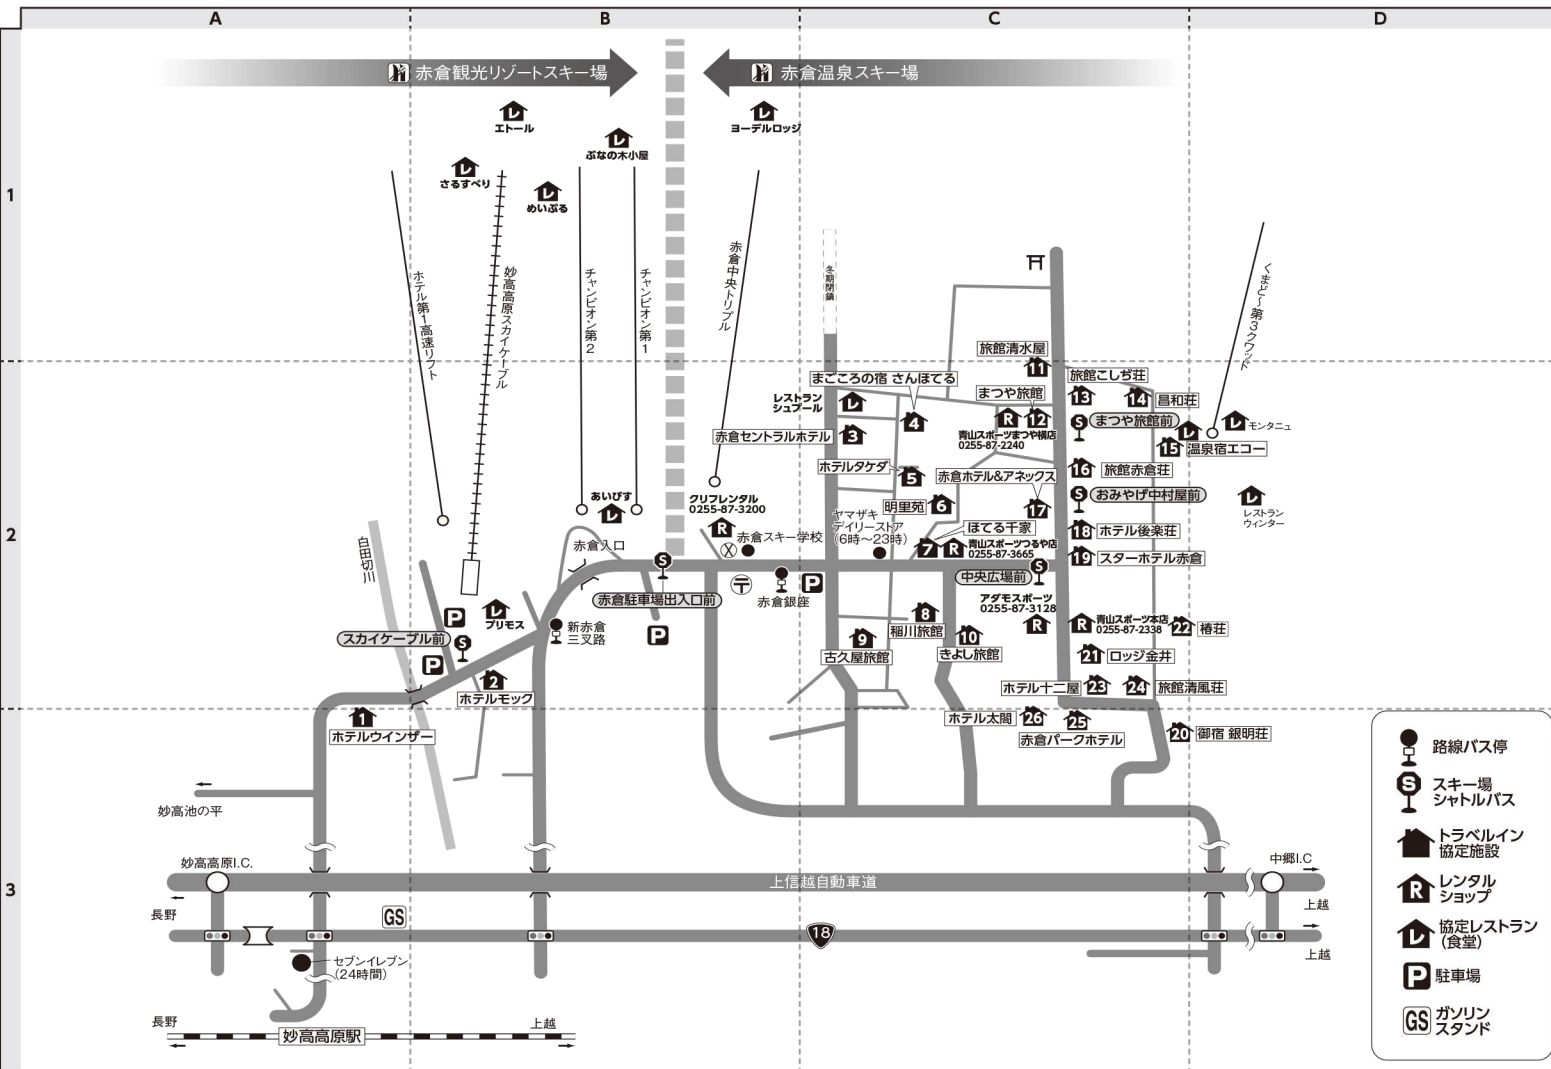 A
B
C
D
1
2
3
赤倉観光リゾートスキー場
赤倉温泉スキー場
レ
エトール
レ
ヨーデルロッジ
レ
ぶなの木小屋
レ
さるすべり
レ
めいぷる
ホテル第1高速リフト
妙高高原スカイケーブル
チャンピオン第2
チャンピオン第1
赤倉中央トリプル
冬期閉鎖
くまど〜第3クワッド
旅館清水屋
11
まごころの宿 さんほてる
4
まつや旅館
R
12
青山スポーツまつや横店
0255-87-2240
旅館こしぢ荘
13
14
昌和荘
S
まつや旅館前
レストラン
シュプール
レ
赤倉セントラルホテル
3
レ
モンタニュ
レ
15
温泉宿エコー
ホテルタケダ
5
赤倉ホテル&アネックス
17
16
旅館赤倉荘
S
おみやげ中村屋前
レ
レストラン
ウィンター
明里苑
6
18
ホテル後楽荘
19
スターホテル赤倉
ほてる千家
7
R
青山スポーツつるや店
0255-87-3665
ヤマザキ
デイリーストア
(6時〜23時)
中央広場前
S
あいびす
レ
クリフレンタル
0255-87-3200
R
赤倉スキー学校
赤倉入口
S
赤倉駐車場出入口前
赤倉銀座
P
P
白田切川
P
レ
プリモス
スカイケーブル前
S
P
新赤倉
三叉路
2
ホテルモック
1
ホテルウインザー
アダモスポーツ
0255-87-3128
R
R
青山スポーツ本店
0255-87-2338
22
椿荘
8
稲川旅館
9
古久屋旅館
10
きよし旅館
21
ロッジ金井
ホテル十二屋
23
24
旅館清風荘
ホテル太閤
26
25
赤倉パークホテル
20
御宿 銀明荘
妙高池の平
妙高高原I.C.
長野
上信越自動車道
中郷I.C
上越
GS
18
上越
セブンイレブン
(24時間)
長野
妙高高原駅
上越
路線バス停
S
スキー場
シャトルバス
トラベルイン
協定施設
R
レンタル
ショップ
レ
協定レストラン
(食堂)
P
駐車場
GS
ガソリン
スタンド